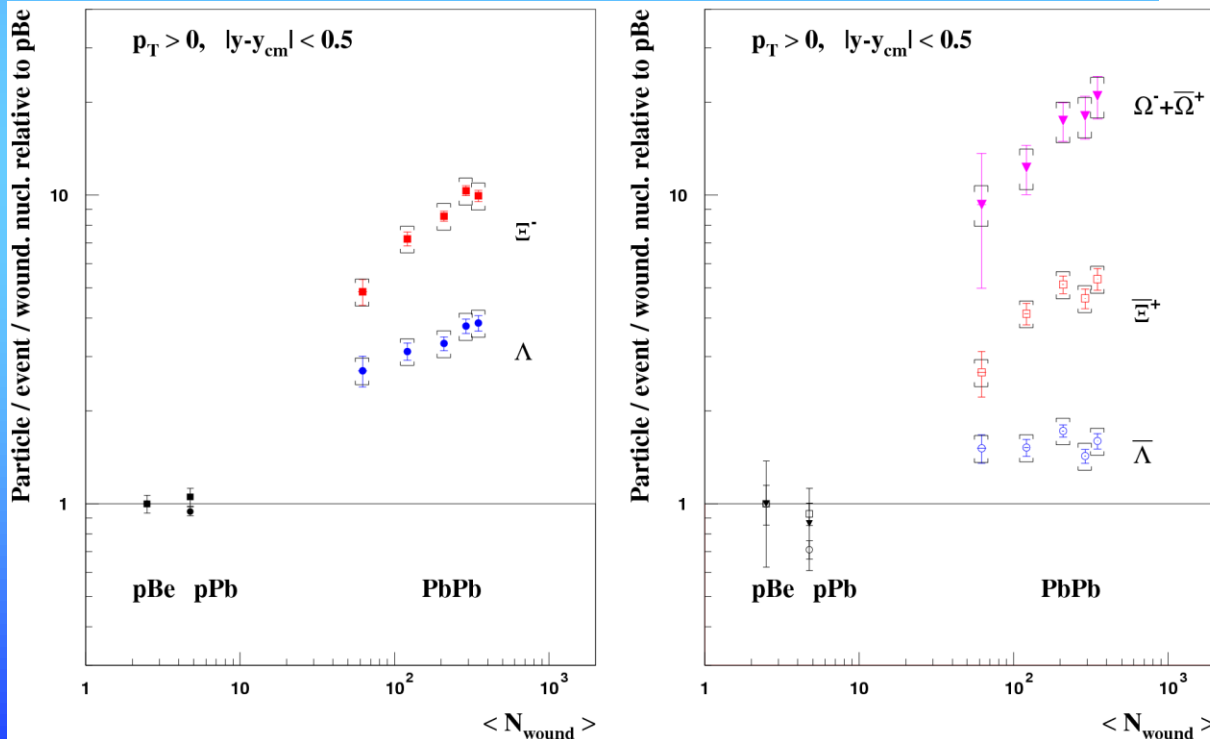 Particle / event / wound. nucl. relative to pBe
p_T > 0, |y-y_cm| < 0.5
10
1
Ξ⁻
Λ
pBe pPb PbPb
1 10 10² 10³
< N_wound >
Particle / event / wound. nucl. relative to pBe
p_T > 0, |y-y_cm| < 0.5
10
1
Ω⁻+Ω̅⁺
Ξ̅⁺
Λ̅
pBe pPb PbPb
1 10 10² 10³
< N_wound >